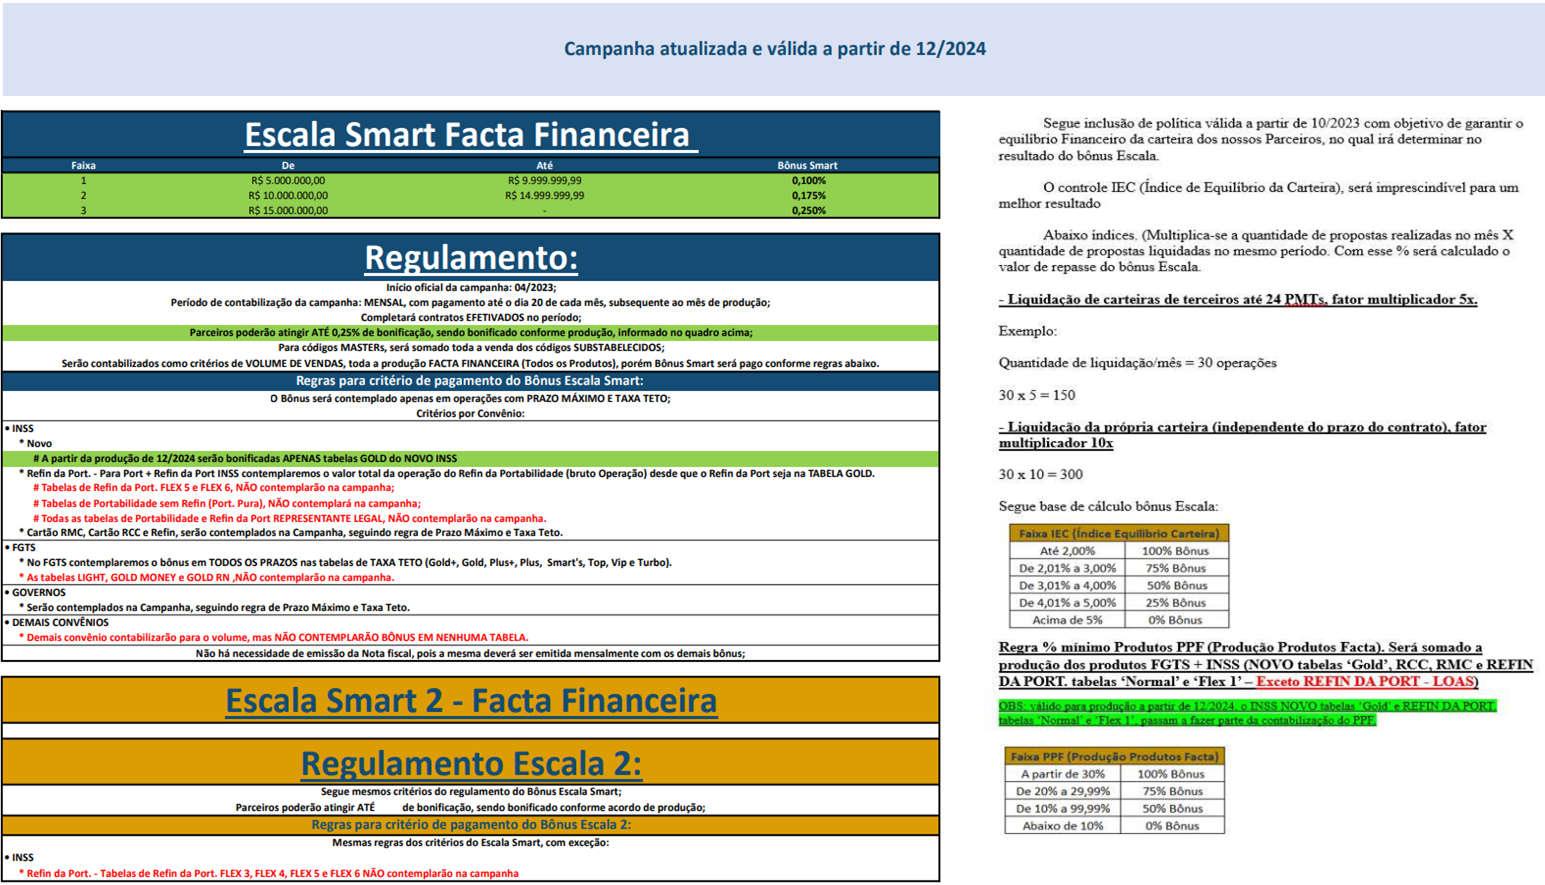 Campanha atualizada e válida a partir de 12/2024
Escala Smart Facta Financeira
Faixa De Até Bônus Smart
1 R$ 5.000.000,00 R$ 9.999.999,99 0,100%
2 R$ 10.000.000,00 R$ 14.999.999,99 0,175%
3 R$ 15.000.000,00 - 0,250%
Regulamento:
Início oficial da campanha: 04/2023;
Período de contabilização da campanha: MENSAL, com pagamento até o dia 20 de cada mês, subsequente ao mês de produção;
Completará contratos EFETIVADOS no período;
Parceiros poderão atingir ATÉ 0,25% de bonificação, sendo bonificado conforme produção, informado no quadro acima;
Para códigos MASTERs, será somado toda a venda dos códigos SUBSTABELECIDOS;
Serão contabilizados como critérios de VOLUME DE VENDAS, toda a produção FACTA FINANCEIRA (Todos os Produtos), porém Bônus Smart será pago conforme regras abaixo.
Regras para critério de pagamento do Bônus Escala Smart:
O Bônus será contemplado apenas em operações com PRAZO MÁXIMO E TAXA TETO;
Critérios por Convênio:
• INSS
* Novo
# A partir da produção de 12/2024 serão bonificadas APENAS tabelas GOLD do NOVO INSS
* Refin da Port. - Para Port + Refin da Port INSS contemplaremos o valor total da operação do Refin da Portabilidade (bruto Operação) desde que o Refin da Port seja na TABELA GOLD.
# Tabelas de Refin da Port. FLEX 5 e FLEX 6, NÃO contemplarão na campanha;
# Tabelas de Portabilidade sem Refin (Port. Pura), NÃO contemplará na campanha;
# Todas as tabelas de Portabilidade e Refin da Port REPRESENTANTE LEGAL, NÃO contemplarão na campanha.
* Cartão RMC, Cartão RCC e Refin, serão contemplados na Campanha, seguindo regra de Prazo Máximo e Taxa Teto.
• FGTS
* No FGTS contemplaremos o bônus em TODOS OS PRAZOS nas tabelas de TAXA TETO (Gold+, Gold, Plus+, Plus, Smart's, Top, Vip e Turbo).
* As tabelas LIGHT, GOLD MONEY e GOLD RN ,NÃO contemplarão na campanha.
• GOVERNOS
* Serão contemplados na Campanha, seguindo regra de Prazo Máximo e Taxa Teto.
• DEMAIS CONVÊNIOS
* Demais convênio contabilizarão para o volume, mas NÃO CONTEMPLARÃO BÔNUS EM NENHUMA TABELA.
Não há necessidade de emissão da Nota fiscal, pois a mesma deverá ser emitida mensalmente com os demais bônus;
Escala Smart 2 - Facta Financeira
Regulamento Escala 2:
Segue mesmos critérios do regulamento do Bônus Escala Smart;
Parceiros poderão atingir ATÉ de bonificação, sendo bonificado conforme acordo de produção;
Regras para critério de pagamento do Bônus Escala 2:
Mesmas regras dos critérios do Escala Smart, com exceção:
• INSS
* Refin da Port. - Tabelas de Refin da Port. FLEX 3, FLEX 4, FLEX 5 e FLEX 6 NÃO contemplarão na campanha
Segue inclusão de política válida a partir de 10/2023 com objetivo de garantir o
equilíbrio Financeiro da carteira dos nossos Parceiros, no qual irá determinar no
resultado do bônus Escala.
O controle IEC (Índice de Equilíbrio da Carteira), será imprescindível para um
melhor resultado
Abaixo índices. (Multiplica-se a quantidade de propostas realizadas no mês X
quantidade de propostas liquidadas no mesmo período. Com esse % será calculado o
valor de repasse do bônus Escala.
- Liquidação de carteiras de terceiros até 24 PMTs, fator multiplicador 5x.
Exemplo:
Quantidade de liquidação/mês = 30 operações
30 x 5 = 150
- Liquidação da própria carteira (independente do prazo do contrato), fator
multiplicador 10x
30 x 10 = 300
Segue base de cálculo bônus Escala:
Faixa IEC (Índice Equilíbrio Carteira)
Até 2,00% 100% Bônus
De 2,01% a 3,00% 75% Bônus
De 3,01% a 4,00% 50% Bônus
De 4,01% a 5,00% 25% Bônus
Acima de 5% 0% Bônus
Regra % mínimo Produtos PPF (Produção Produtos Facta). Será somado a
produção dos produtos FGTS + INSS (NOVO tabelas ‘Gold’, RCC, RMC e REFIN
DA PORT. tabelas ‘Normal’ e ‘Flex 1’ – Exceto REFIN DA PORT - LOAS)
OBS: válido para produção a partir de 12/2024, o INSS NOVO tabelas ‘Gold’ e REFIN DA PORT.
tabelas ‘Normal’ e ‘Flex 1’, passam a fazer parte da contabilização do PPF.
Faixa PPF (Produção Produtos Facta)
A partir de 30% 100% Bônus
De 20% a 29,99% 75% Bônus
De 10% a 99,99% 50% Bônus
Abaixo de 10% 0% Bônus